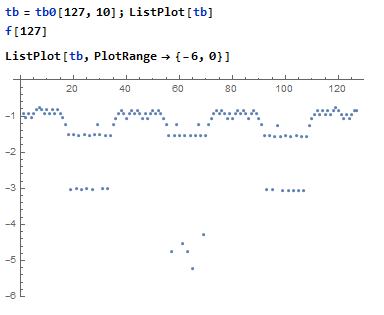 tb = tb0[127, 10]; ListPlot[tb]
f[127]
ListPlot[tb, PlotRange → {-6, 0}]
20 40 60 80 100 120
-1
-2
-3
-4
-5
-6